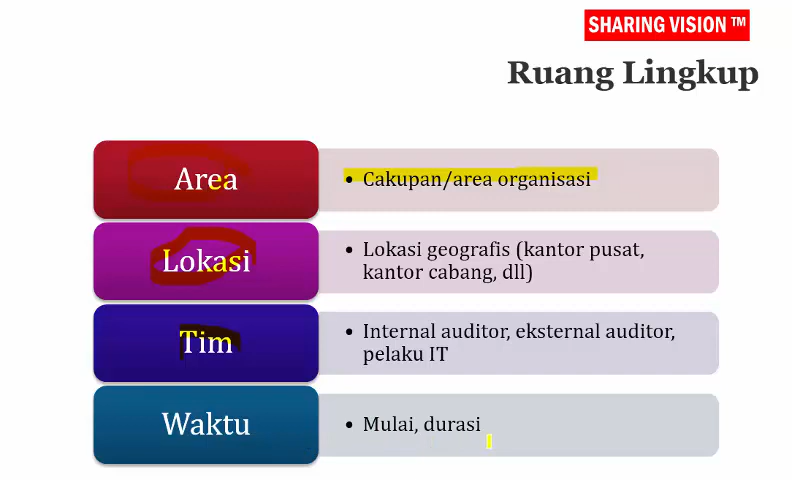 SHARING VISION ™
Ruang Lingkup
Area
• Cakupan/area organisasi
Lokasi
• Lokasi geografis (kantor pusat,
kantor cabang, dll)
Tim
• Internal auditor, eksternal auditor,
pelaku IT
Waktu
• Mulai, durasi